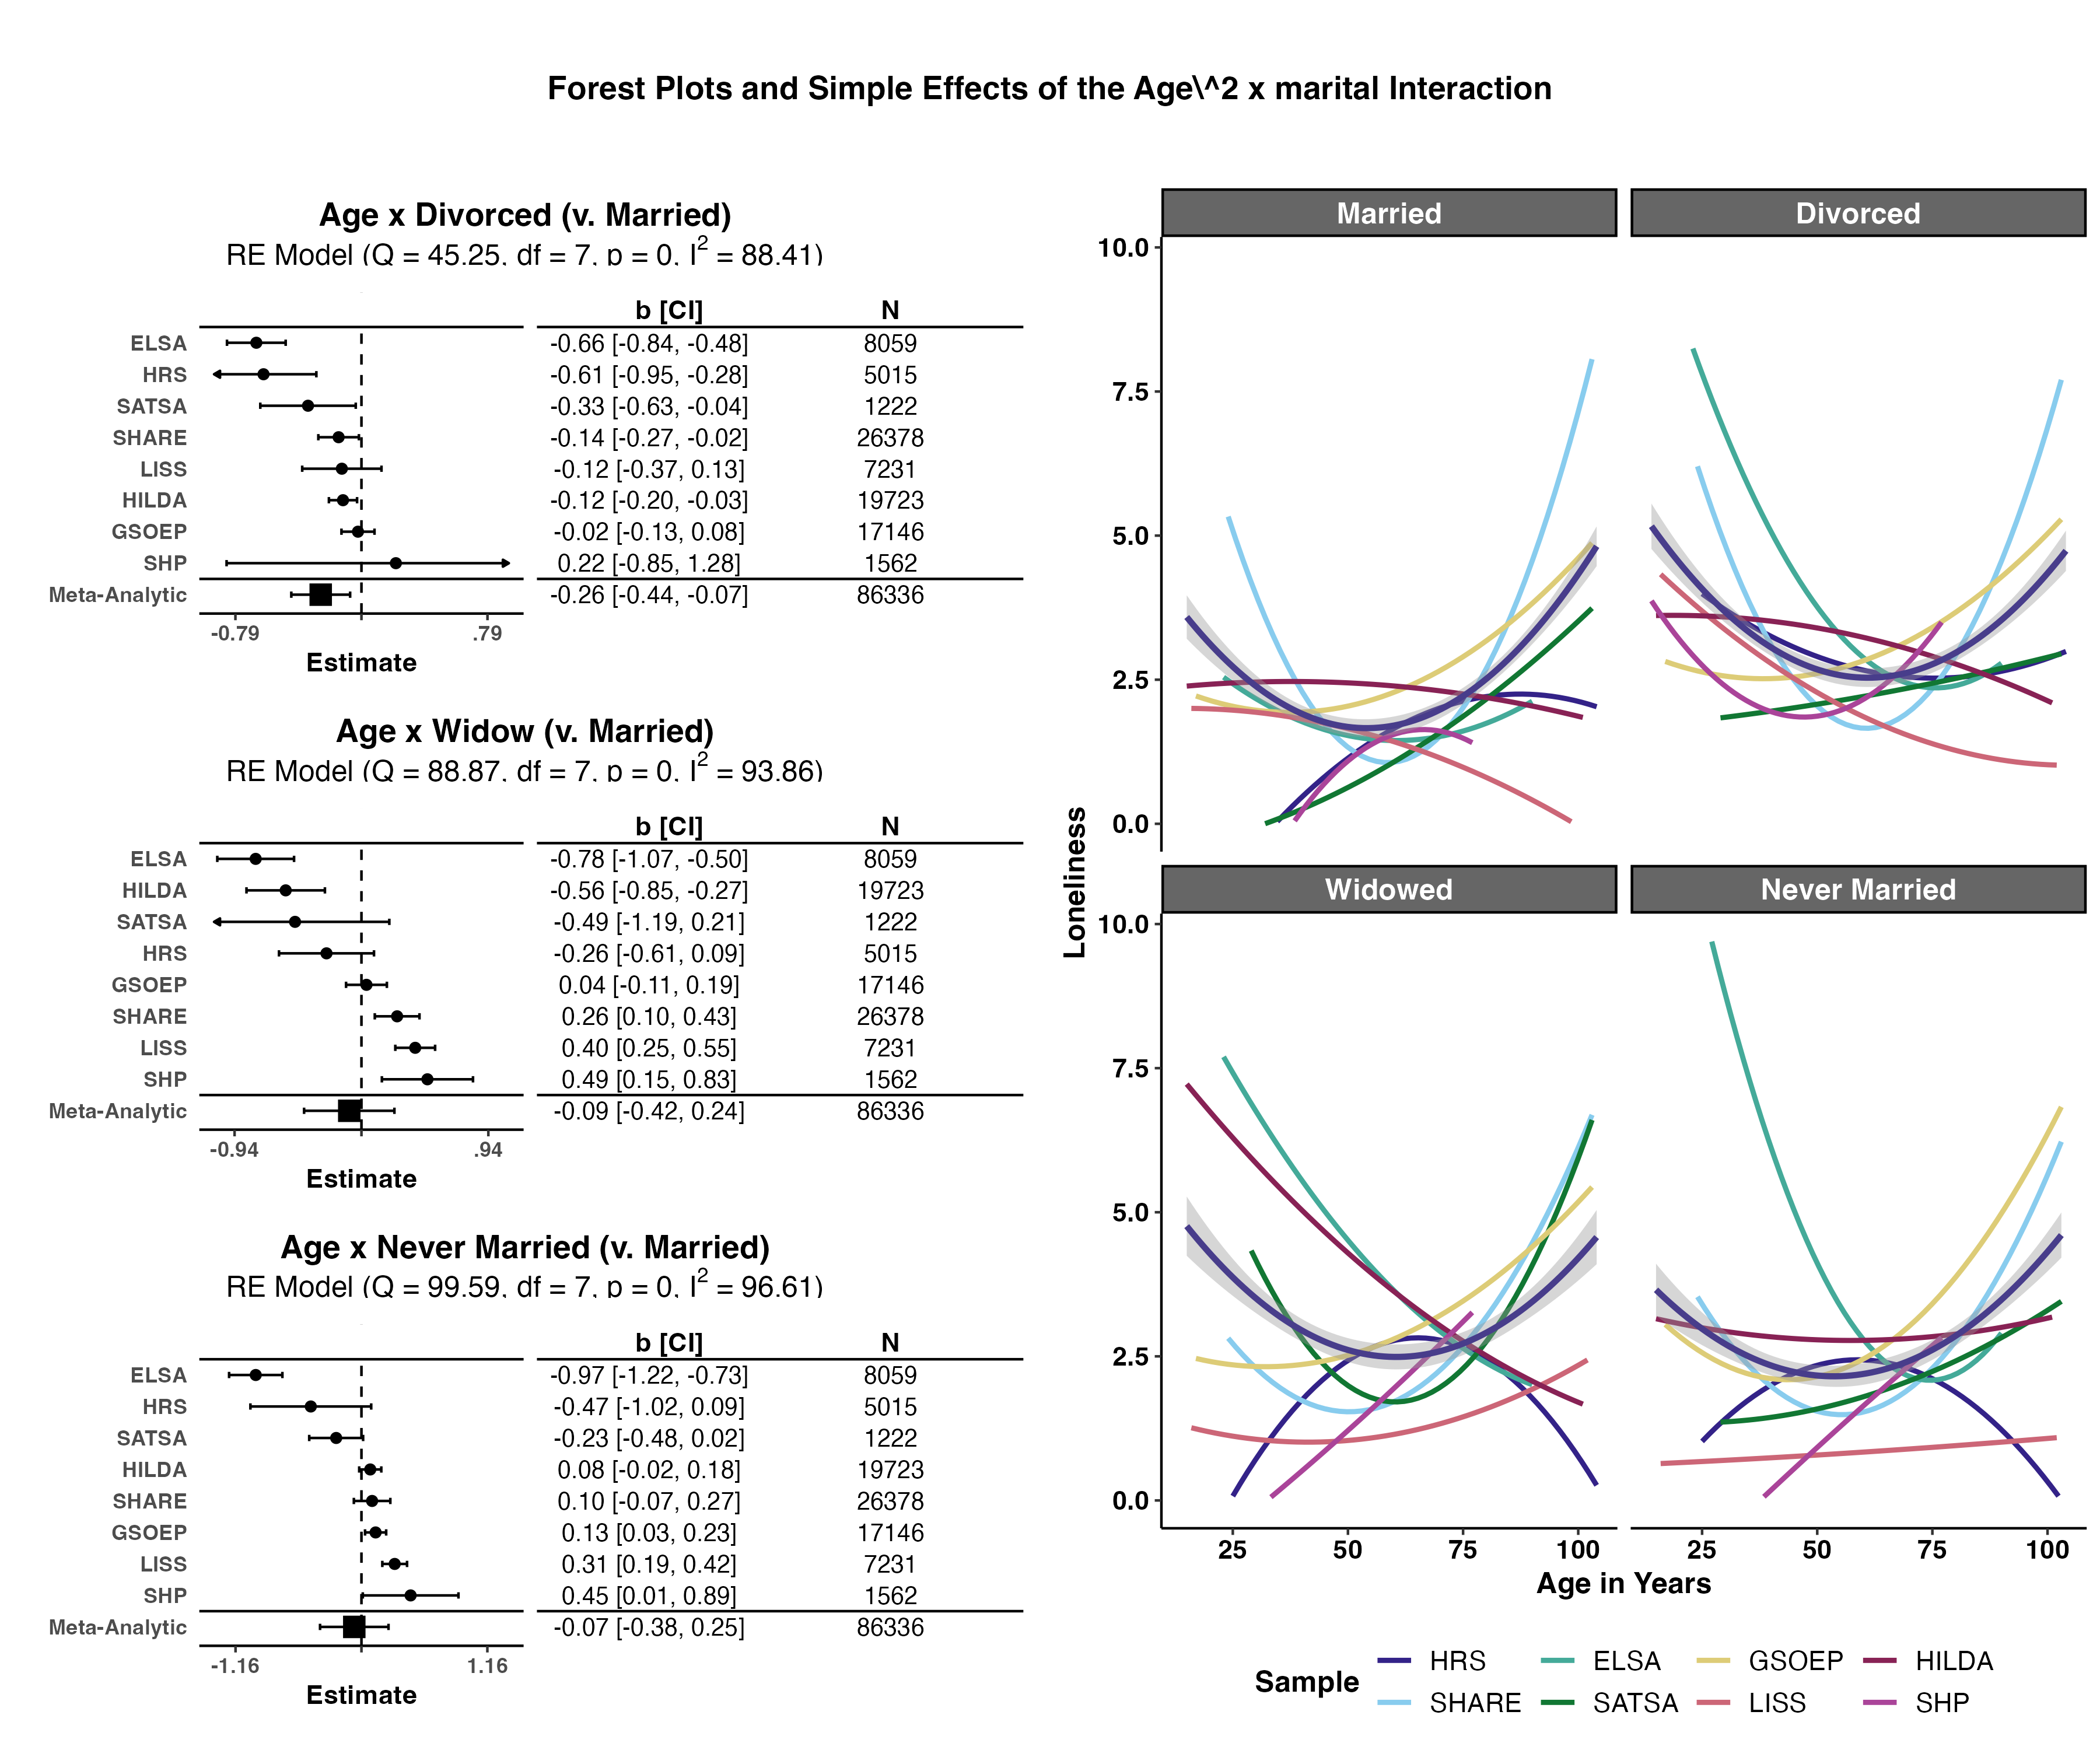 Forest Plots and Simple Effects of the Age\^2 x marital Interaction
Age x Divorced (v. Married)
RE Model (Q = 45.25, df = 7, p = 0, I2 = 88.41)
b [CI] N
ELSA -0.66 [-0.84, -0.48] 8059
HRS -0.61 [-0.95, -0.28] 5015
SATSA -0.33 [-0.63, -0.04] 1222
SHARE -0.14 [-0.27, -0.02] 26378
LISS -0.12 [-0.37, 0.13] 7231
HILDA -0.12 [-0.20, -0.03] 19723
GSOEP -0.02 [-0.13, 0.08] 17146
SHP 0.22 [-0.85, 1.28] 1562
Meta-Analytic -0.26 [-0.44, -0.07] 86336
-0.79 .79
Estimate
Age x Widow (v. Married)
RE Model (Q = 88.87, df = 7, p = 0, I2 = 93.86)
b [CI] N
ELSA -0.78 [-1.07, -0.50] 8059
HILDA -0.56 [-0.85, -0.27] 19723
SATSA -0.49 [-1.19, 0.21] 1222
HRS -0.26 [-0.61, 0.09] 5015
GSOEP 0.04 [-0.11, 0.19] 17146
SHARE 0.26 [0.10, 0.43] 26378
LISS 0.40 [0.25, 0.55] 7231
SHP 0.49 [0.15, 0.83] 1562
Meta-Analytic -0.09 [-0.42, 0.24] 86336
-0.94 .94
Estimate
Age x Never Married (v. Married)
RE Model (Q = 99.59, df = 7, p = 0, I2 = 96.61)
b [CI] N
ELSA -0.97 [-1.22, -0.73] 8059
HRS -0.47 [-1.02, 0.09] 5015
SATSA -0.23 [-0.48, 0.02] 1222
HILDA 0.08 [-0.02, 0.18] 19723
SHARE 0.10 [-0.07, 0.27] 26378
GSOEP 0.13 [0.03, 0.23] 17146
LISS 0.31 [0.19, 0.42] 7231
SHP 0.45 [0.01, 0.89] 1562
Meta-Analytic -0.07 [-0.38, 0.25] 86336
-1.16 1.16
Estimate
Married Divorced
10.0
7.5
5.0
2.5
0.0
Loneliness
Widowed Never Married
10.0
7.5
5.0
2.5
0.0
25 50 75 100 25 50 75 100
Age in Years
Sample
HRS ELSA GSOEP HILDA
SHARE SATSA LISS SHP